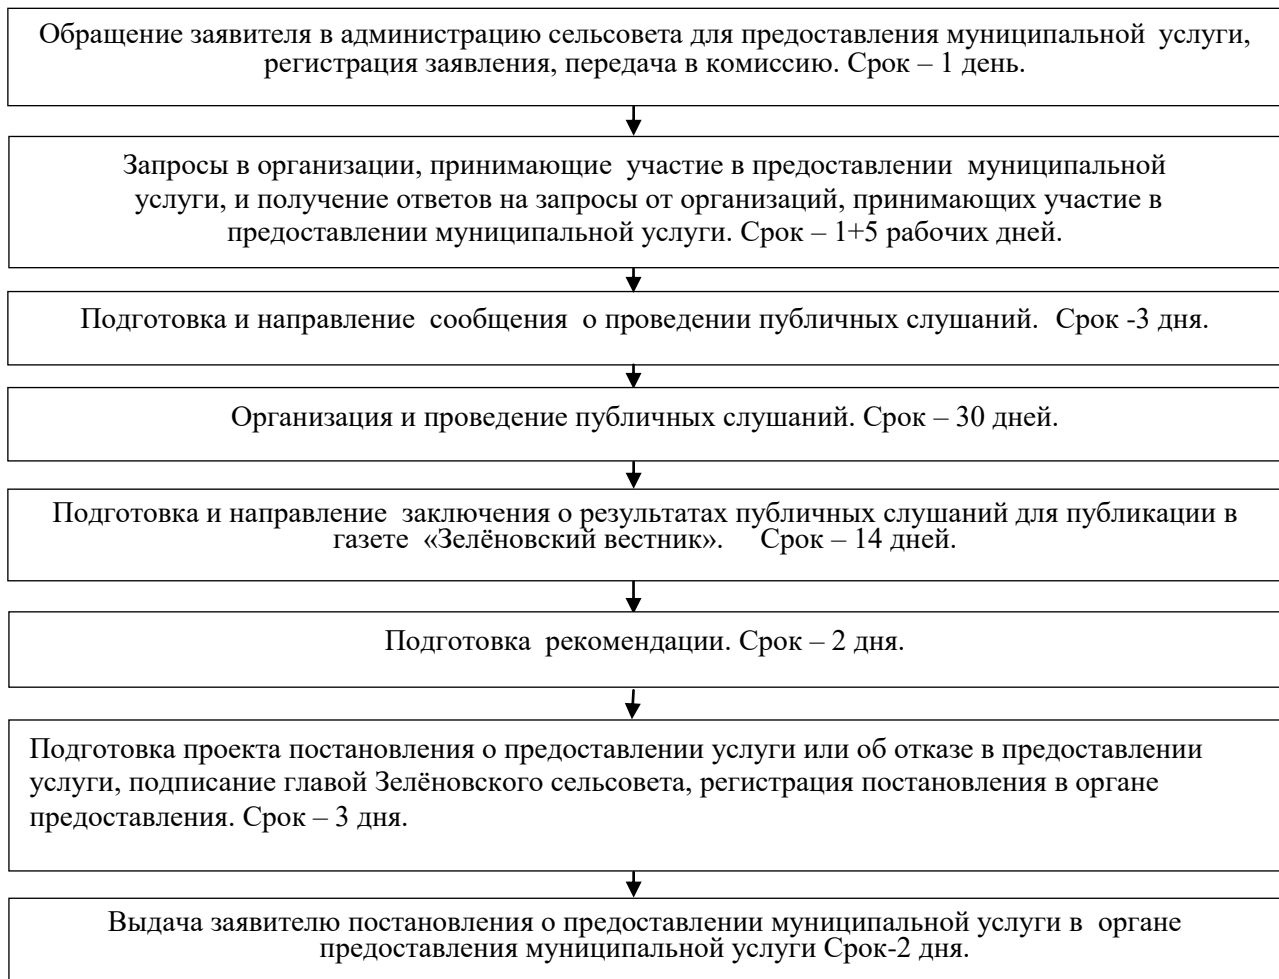 Обращение заявителя в администрацию сельсовета для предоставления муниципальной услуги,
регистрация заявления, передача в комиссию. Срок – 1 день.
Запросы в организации, принимающие участие в предоставлении муниципальной
услуги, и получение ответов на запросы от организаций, принимающих участие в
предоставлении муниципальной услуги. Срок – 1+5 рабочих дней.
Подготовка и направление сообщения о проведении публичных слушаний. Срок -3 дня.
Организация и проведение публичных слушаний. Срок – 30 дней.
Подготовка и направление заключения о результатах публичных слушаний для публикации в
газете «Зелёновский вестник». Срок – 14 дней.
Подготовка рекомендации. Срок – 2 дня.
Подготовка проекта постановления о предоставлении услуги или об отказе в предоставлении
услуги, подписание главой Зелёновского сельсовета, регистрация постановления в органе
предоставления. Срок – 3 дня.
Выдача заявителю постановления о предоставлении муниципальной услуги в органе
предоставления муниципальной услуги Срок-2 дня.